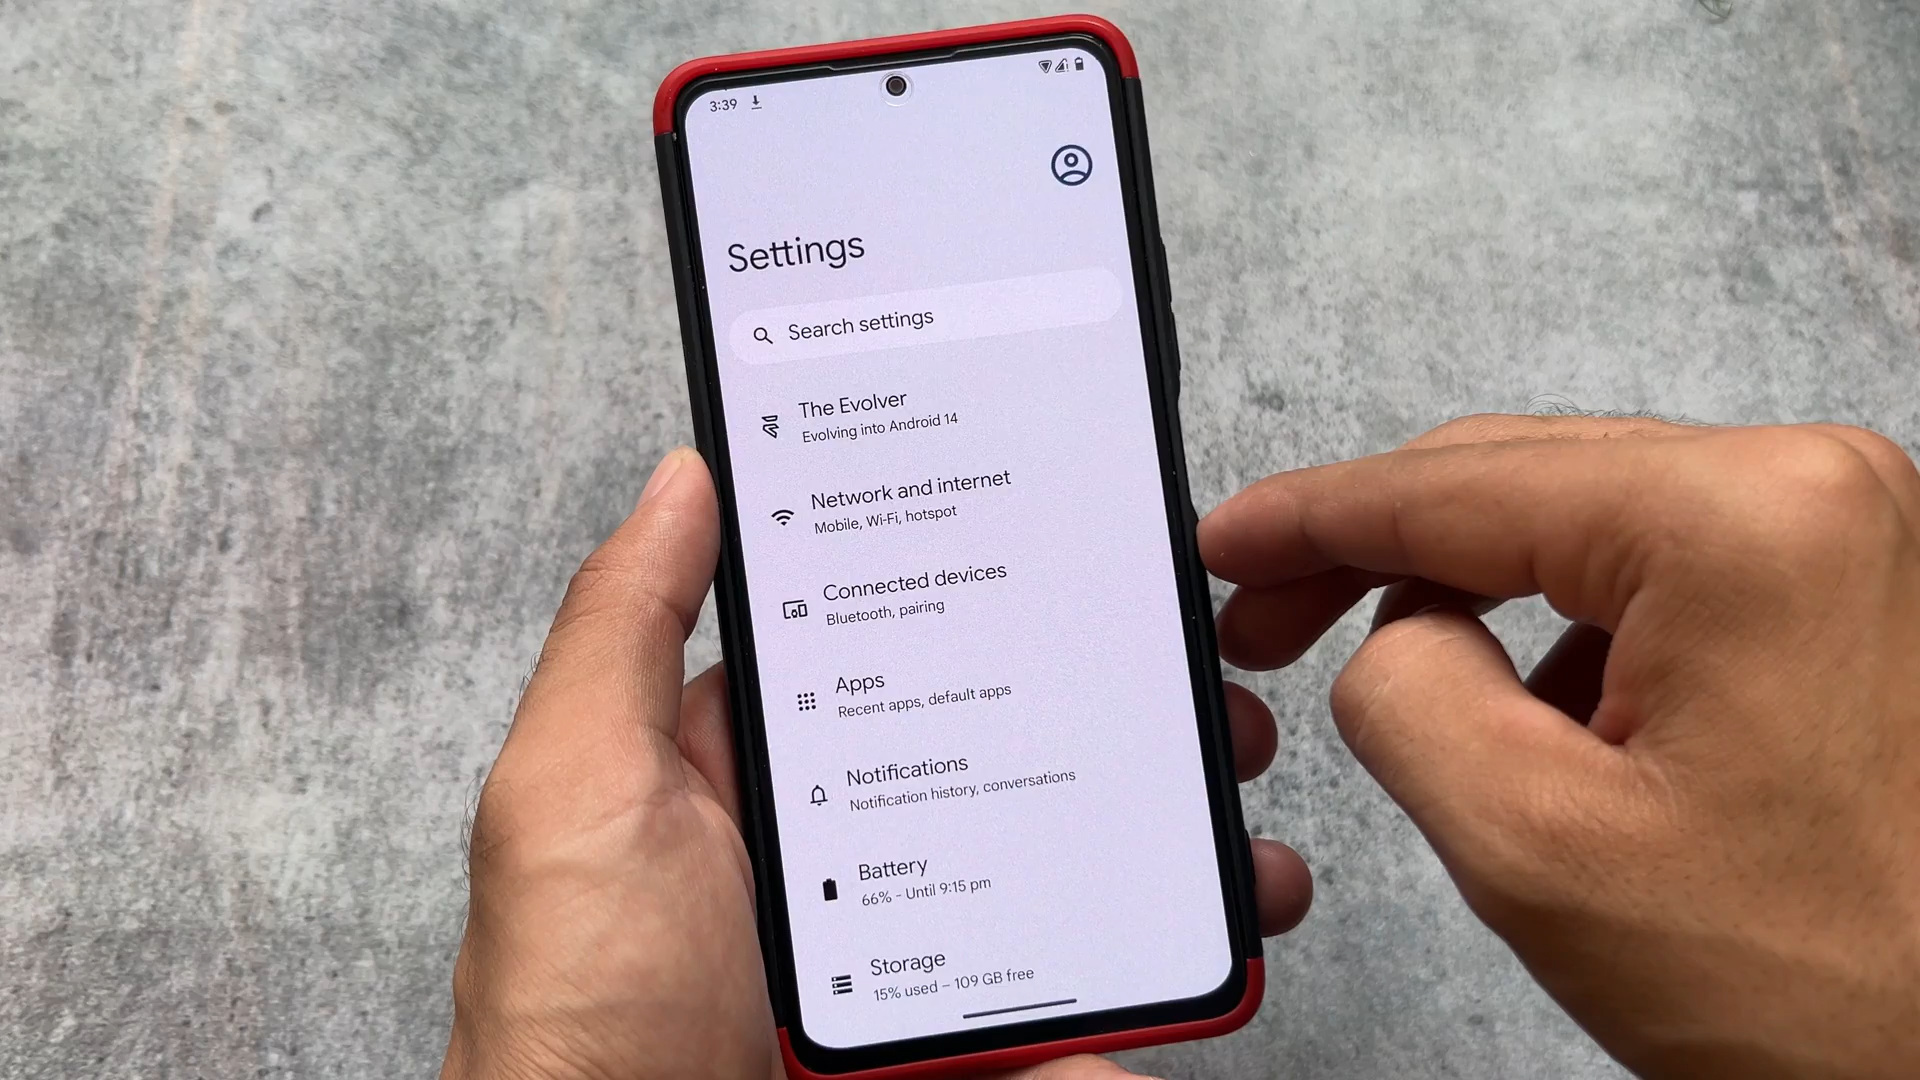 3:39
Settings
Search settings
The Evolver
Evolving into Android 14
Network and internet
Mobile, Wi-Fi, hotspot
Connected devices
Bluetooth, pairing
Apps
Recent apps, default apps
Notifications
Notification history, conversations
Battery
66% - Until 9:15 pm
Storage
15% used – 109 GB free